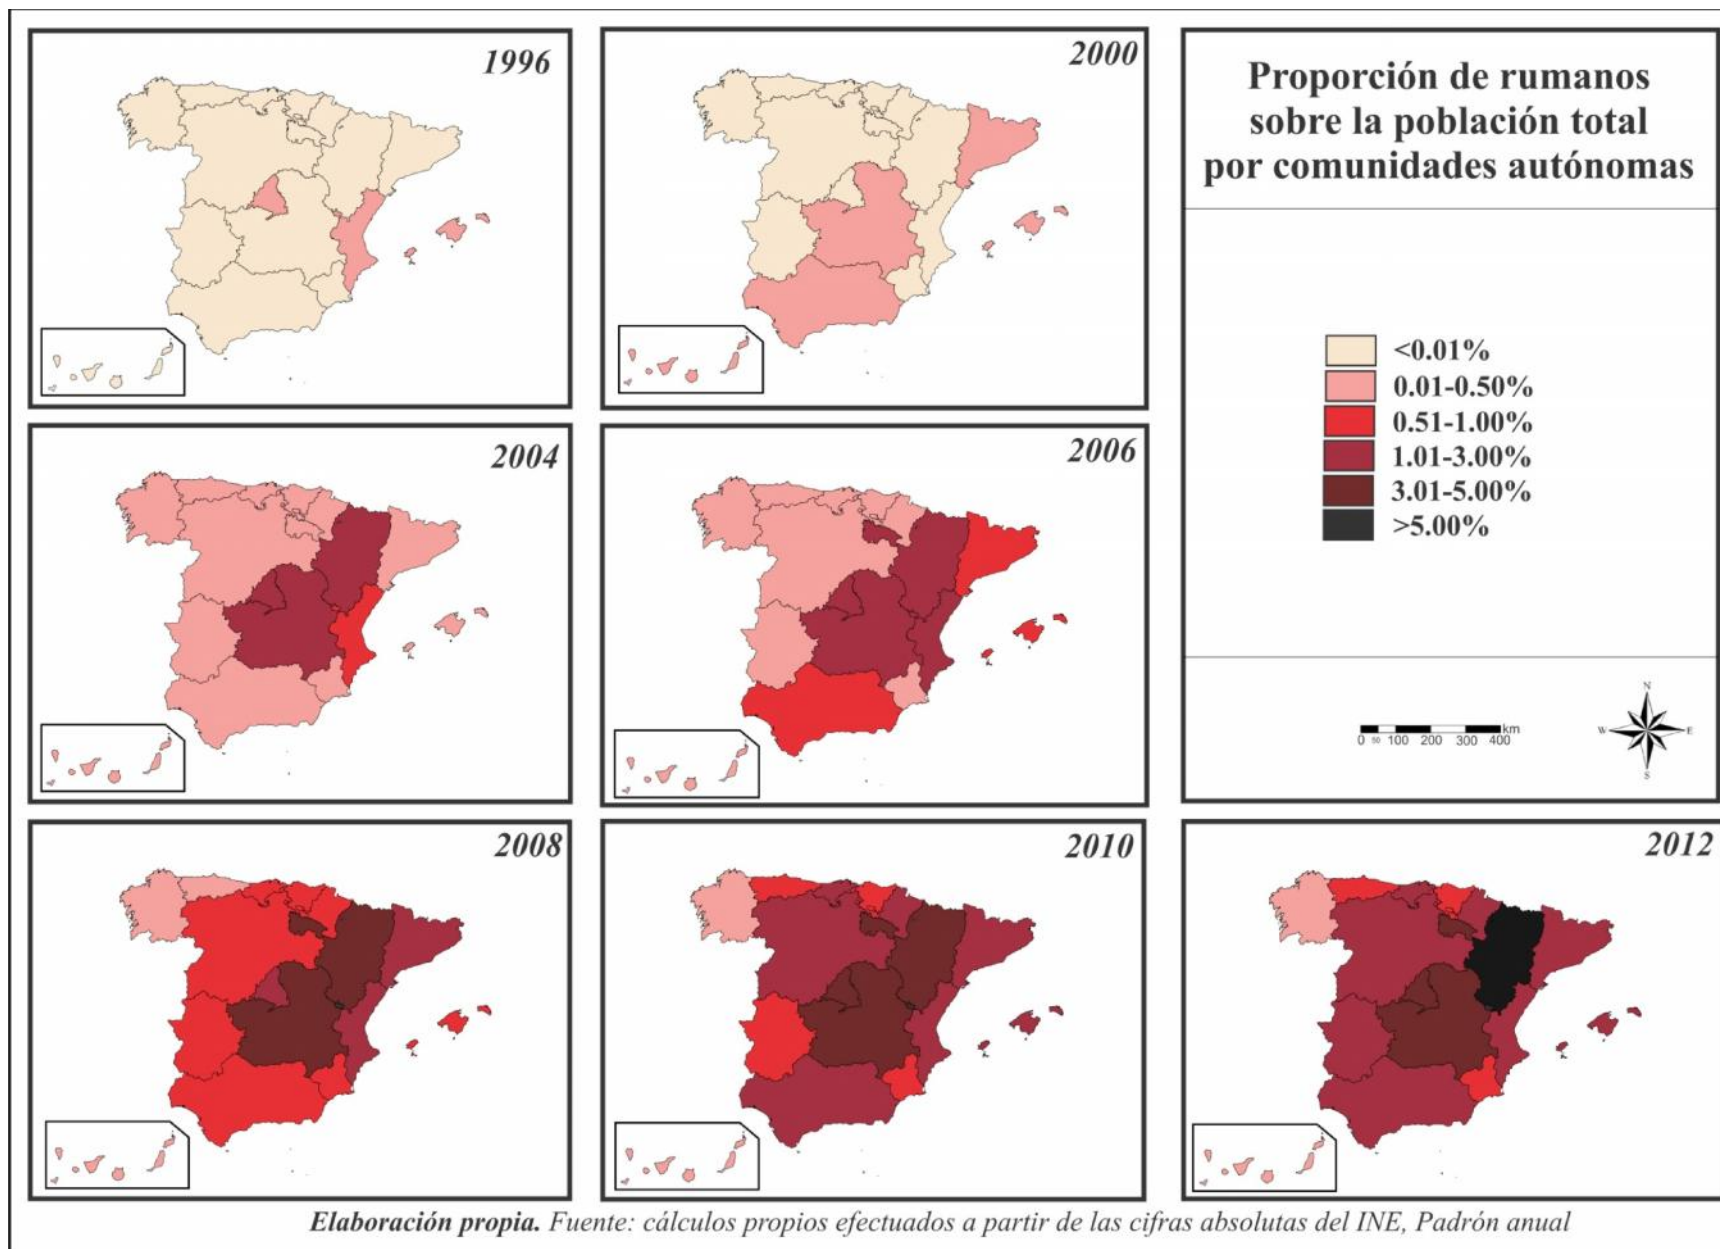 1996
2000
Proporción de rumanos
sobre la población total
por comunidades autónomas
<0.01%
0.01-0.50%
0.51-1.00%
1.01-3.00%
3.01-5.00%
>5.00%
2004
2006
N
W E
S
km
0 50 100 200 300 400
2008
2010
2012
Elaboración propia. Fuente: cálculos propios efectuados a partir de las cifras absolutas del INE, Padrón anual